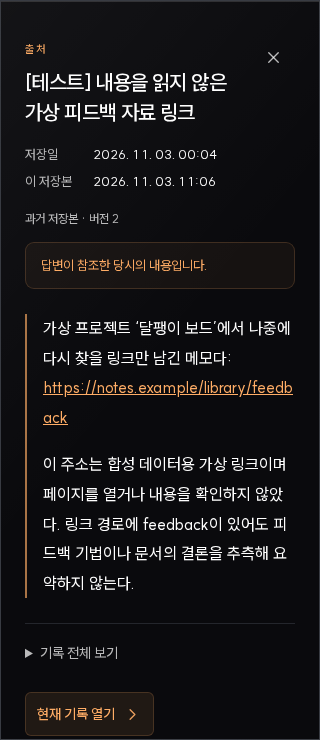 출처
[테스트] 내용을 읽지 않은
가상 피드백 자료 링크
저장일 2026. 11. 03. 00:04
이 저장본 2026. 11. 03. 11:06
과거 저장본 · 버전 2
답변이 참조한 당시의 내용입니다.
가상 프로젝트 ‘달팽이 보드’에서 나중에
다시 찾을 링크만 남긴 메모다:
https://notes.example/library/feedb
ack
이 주소는 합성 데이터용 가상 링크이며
페이지를 열거나 내용을 확인하지 않았
다. 링크 경로에 feedback이 있어도 피
드백 기법이나 문서의 결론을 추측해 요
약하지 않는다.
▶ 기록 전체 보기
현재 기록 열기